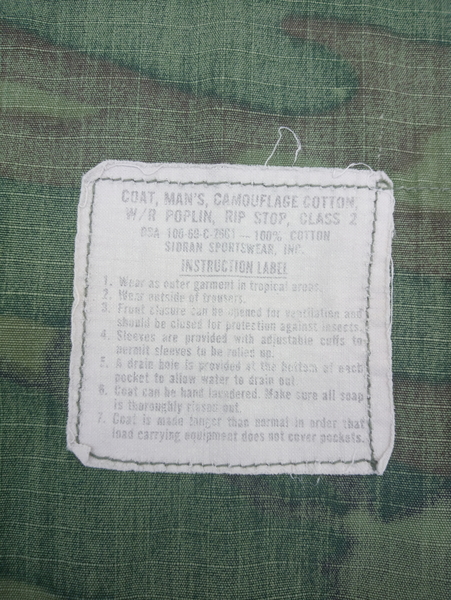 COAT, MAN'S, CAMOUFLAGE COTTON,
W/R POPLIN, RIP STOP, CLASS 2
100-68-C-2961 — 100% COTTON
SIDRAN SPORTSWEAR, INC.
INSTRUCTION LABEL
1. Wear as outer garment in tropical areas.
2. Wear outside of trousers.
3. Front closure can be opened for ventilation and
should be closed for protection against insects.
4. Sleeves are provided with adjustable cuffs to
permit sleeves to be rolled up.
5. A drain hole is provided at the bottom of each
pocket to allow water to drain out.
6. Coat can be hand laundered. Make sure all soap
is thoroughly rinsed out.
7. Coat is made longer than normal in order that
load carrying equipment does not cover pockets.